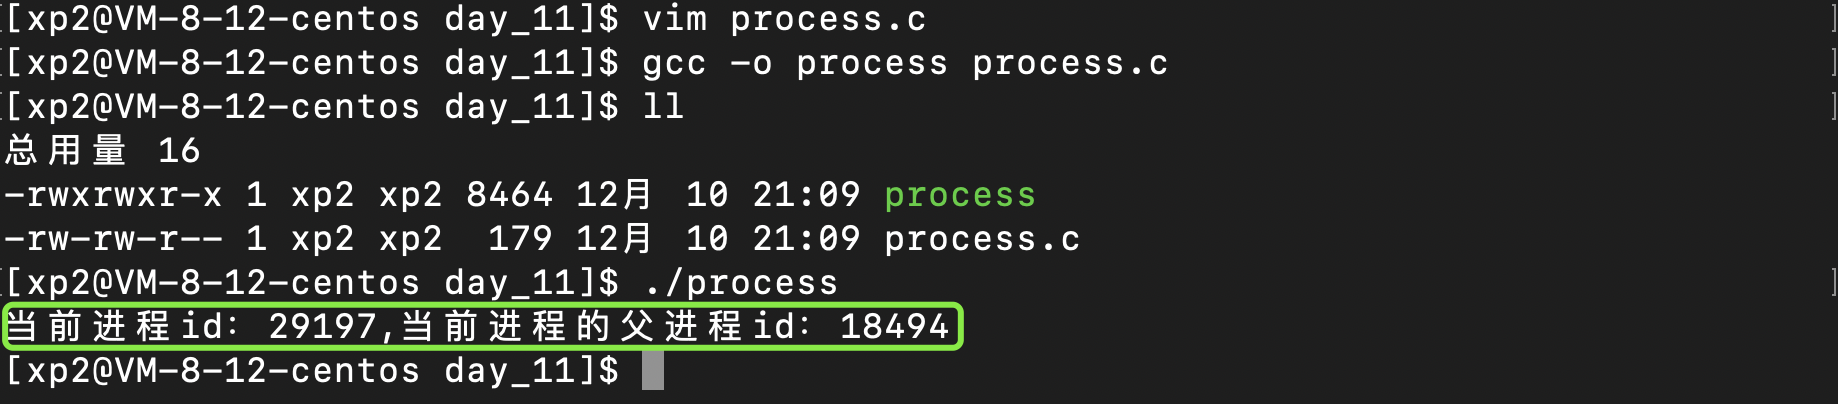 [xp2@VM-8-12-centos day_11]$ vim process.c
[xp2@VM-8-12-centos day_11]$ gcc -o process process.c
[xp2@VM-8-12-centos day_11]$ ll
总用量 16
-rwxrwxr-x 1 xp2 xp2 8464 12月 10 21:09 process
-rw-rw-r-- 1 xp2 xp2  179 12月 10 21:09 process.c
[xp2@VM-8-12-centos day_11]$ ./process
当前进程id: 29197,当前进程的父进程id: 18494
[xp2@VM-8-12-centos day_11]$